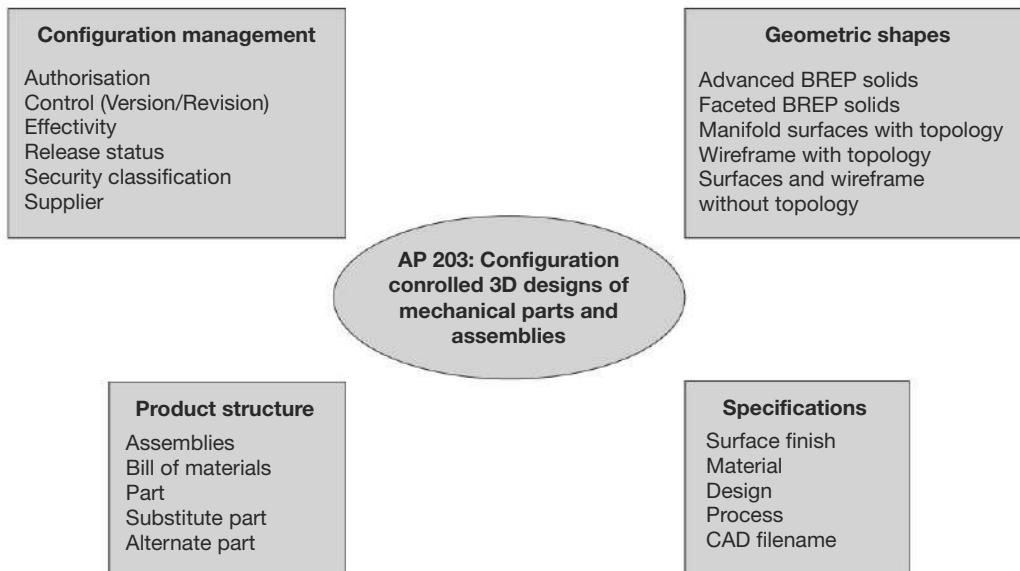 Configuration management
Authorisation
Control (Version/Revision)
Effectivity
Release status
Security classification
Supplier
Geometric shapes
Advanced BREP solids
Faceted BREP solids
Manifold surfaces with topology
Wireframe with topology
Surfaces and wireframe
without topology
AP 203: Configuration
conrolled 3D designs of
mechanical parts and
assemblies
Product structure
Assemblies
Bill of materials
Part
Substitute part
Alternate part
Specifications
Surface finish
Material
Design
Process
CAD filename